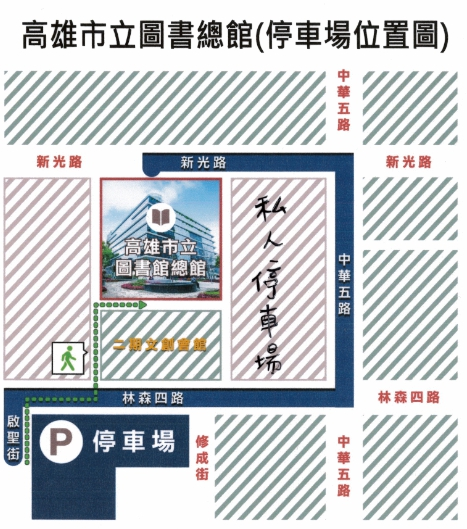 高雄市立圖書總館(停車場位置圖)
中華五路
新光路
新光路
新光路
高雄市立
圖書館總館
私人停車場
中華五路
二期文創會館
林森四路
林森四路
啟聖街
P 停車場
修成街
中華五路